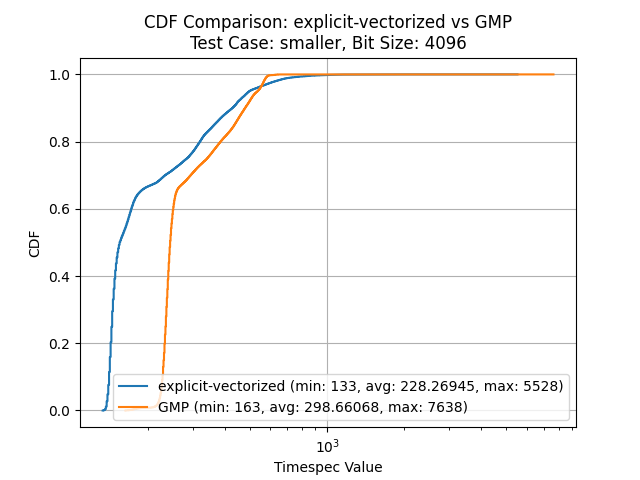 CDF Comparison: explicit-vectorized vs GMP
Test Case: smaller, Bit Size: 4096
1.0
0.8
0.6
0.4
0.2
0.0
CDF
explicit-vectorized (min: 133, avg: 228.26945, max: 5528)
GMP (min: 163, avg: 298.66068, max: 7638)
10³
Timespec Value